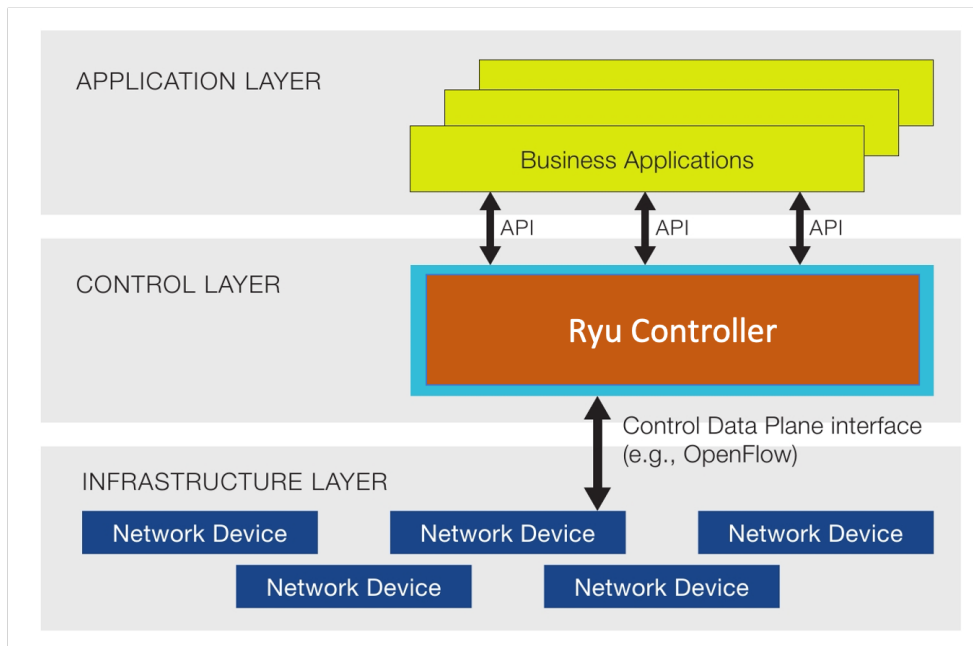 APPLICATION LAYER
Business Applications
API
API
API
CONTROL LAYER
Ryu Controller
Control Data Plane interface
(e.g., OpenFlow)
INFRASTRUCTURE LAYER
Network Device
Network Device
Network Device
Network Device
Network Device